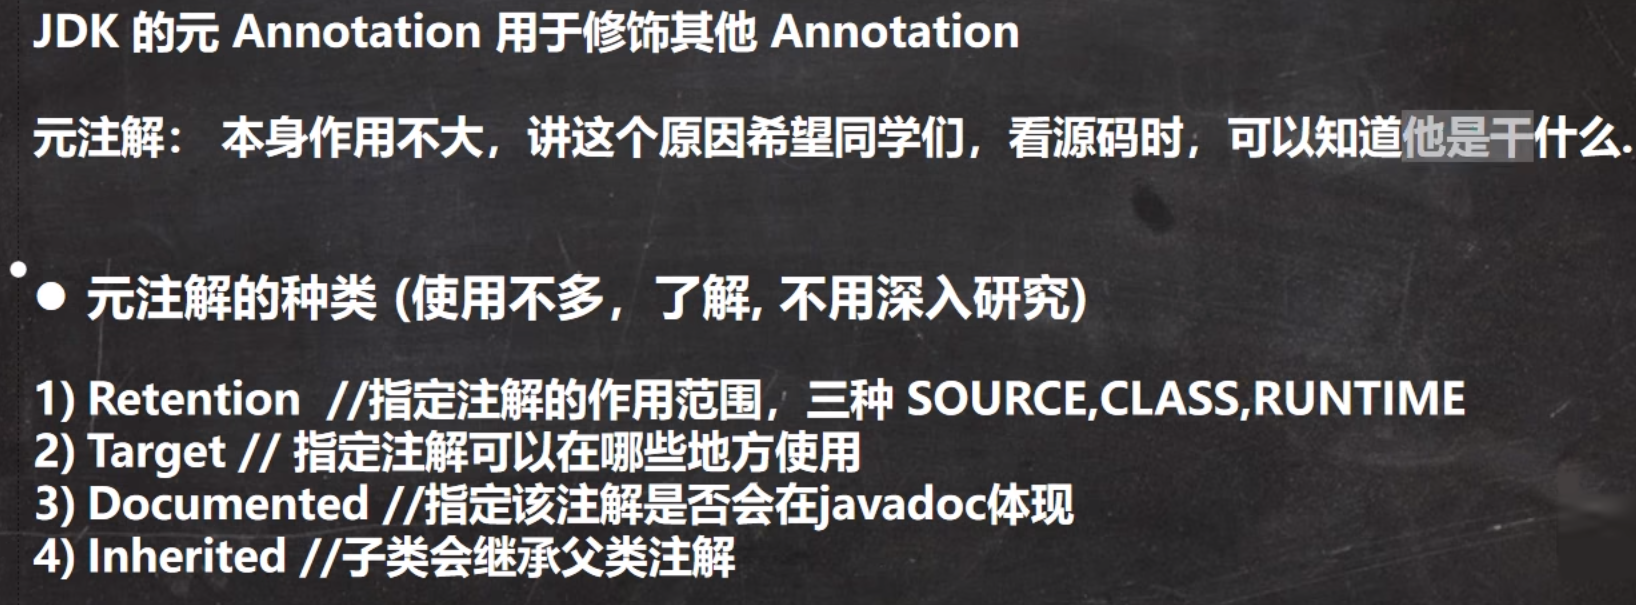 JDK 的元 Annotation 用于修饰其他 Annotation
元注解： 本身作用不大，讲这个原因希望同学们，看源码时，可以知道他是干什么.
● 元注解的种类 (使用不多，了解, 不用深入研究)
1) Retention //指定注解的作用范围，三种 SOURCE,CLASS,RUNTIME
2) Target // 指定注解可以在哪些地方使用
3) Documented //指定该注解是否会在javadoc体现
4) Inherited //子类会继承父类注解